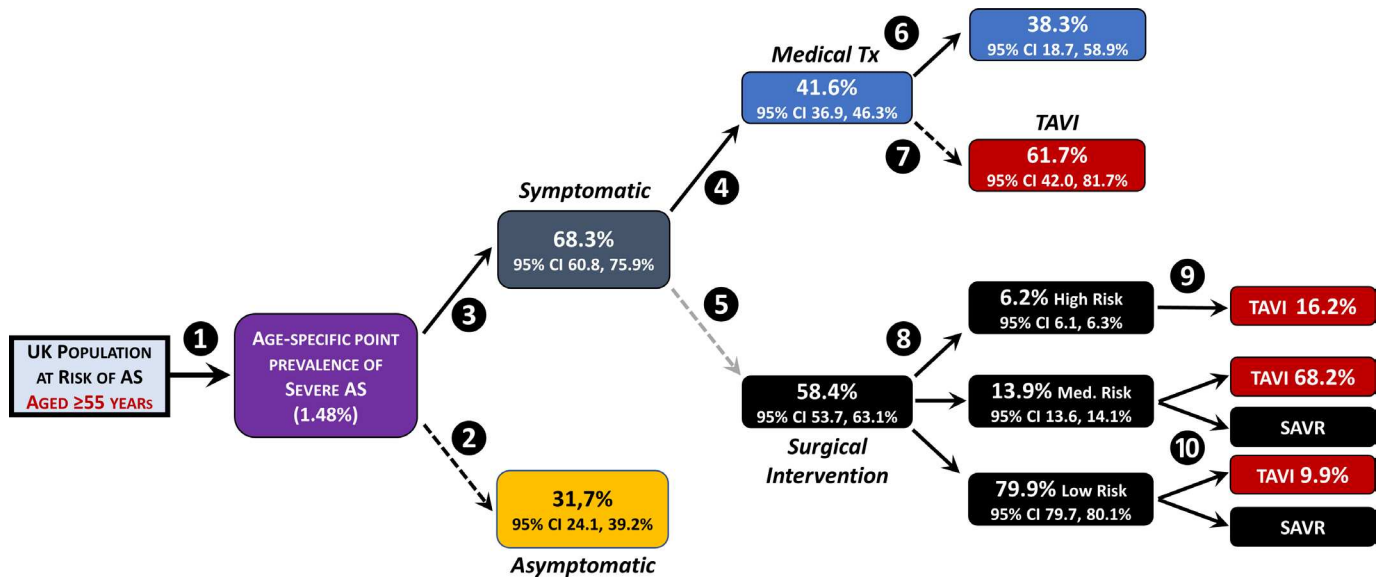 UK Population
at Risk of AS
Aged ≥55 years
1
Age-specific point
prevalence of
Severe AS
(1.48%)
3
2
Symptomatic
68.3%
95% CI 60.8, 75.9%
31,7%
95% CI 24.1, 39.2%
Asymptomatic
4
5
Medical Tx
41.6%
95% CI 36.9, 46.3%
6
38.3%
95% CI 18.7, 58.9%
7
TAVI
61.7%
95% CI 42.0, 81.7%
58.4%
95% CI 53.7, 63.1%
Surgical
Intervention
8
6.2% High Risk
95% CI 6.1, 6.3%
9
TAVI 16.2%
13.9% Med. Risk
95% CI 13.6, 14.1%
TAVI 68.2%
SAVR
10
79.9% Low Risk
95% CI 79.7, 80.1%
TAVI 9.9%
SAVR